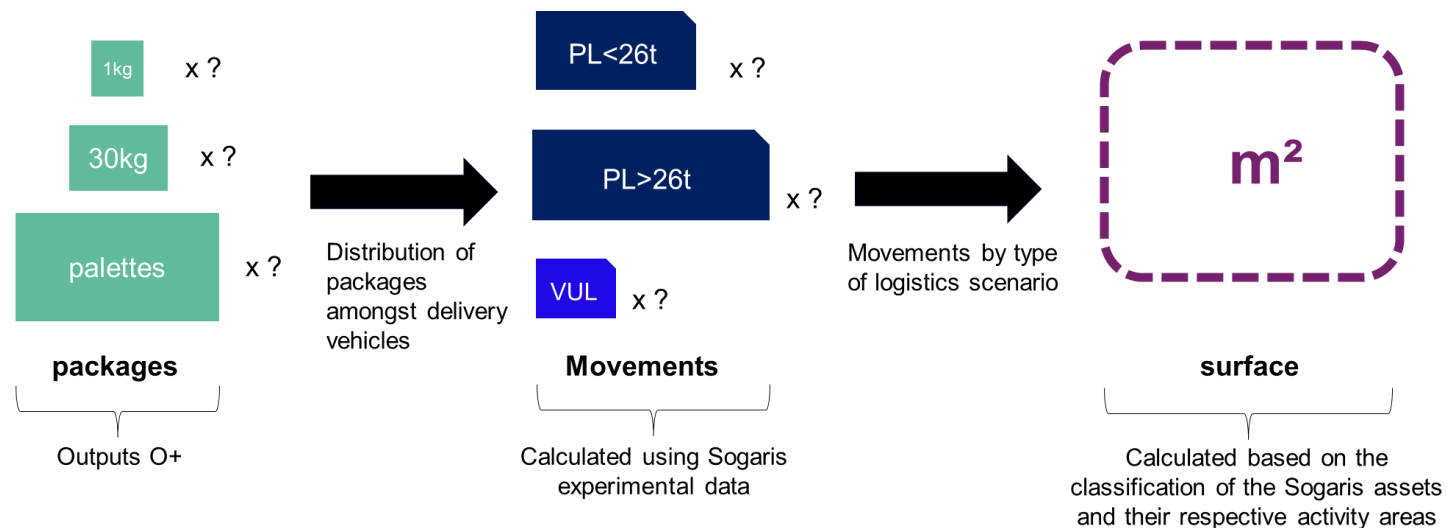 1kg
x ?
30kg
x ?
palettes
x ?
packages
Outputs O+
Distribution of
packages
amongst delivery
vehicles
PL<26t
x ?
PL>26t
x ?
VUL
x ?
Movements
Calculated using Sogaris
experimental data
Movements by type
of logistics scenario
m²
surface
Calculated based on the
classification of the Sogaris assets
and their respective activity areas